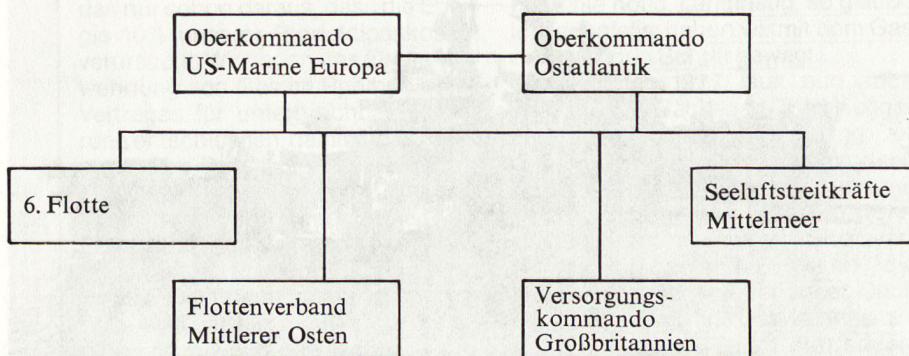 Oberkommando
US-Marine Europa
Oberkommando
Ostatlantik
6. Flotte
Seeluftstreitkräfte
Mittelmeer
Flottenverband
Mittlerer Osten
Versorgungs-
kommando
Großbritannien